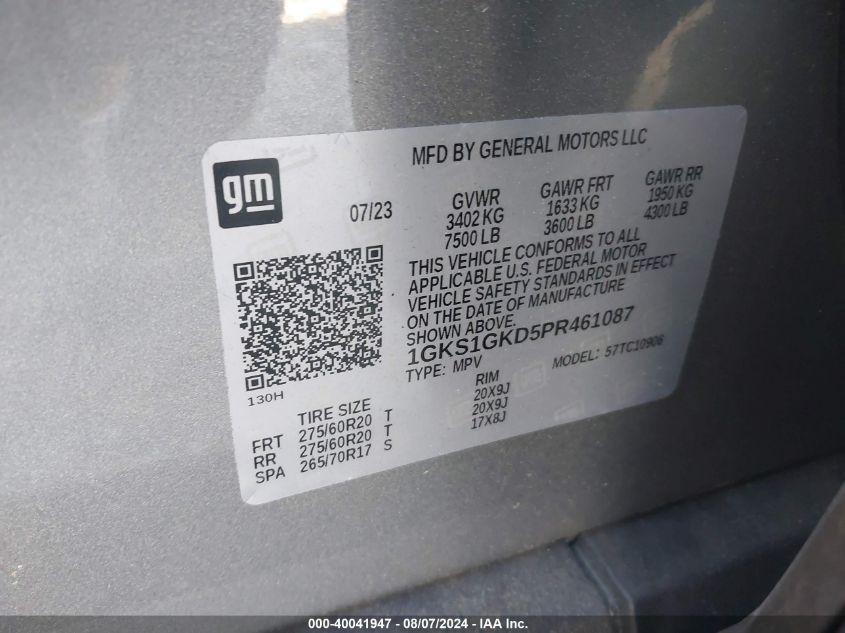 MFD BY GENERAL MOTORS LLC
gm
07/23
GVWR GAWR FRT GAWR RR
3402 KG 1633 KG 1950 KG
7500 LB 3600 LB 4300 LB
THIS VEHICLE CONFORMS TO ALL
APPLICABLE U.S. FEDERAL MOTOR
VEHICLE SAFETY STANDARDS IN EFFECT
ON THE DATE OF MANUFACTURE
SHOWN ABOVE.
1GKS1GKD5PR461087
TYPE: MPV MODEL: 57TC10906
130H
TIRE SIZE RIM
FRT 275/60R20 T 20X9J
RR 275/60R20 T 20X9J
SPA 265/70R17 S 17X8J
000-40041947 - 08/07/2024 - IAA Inc.